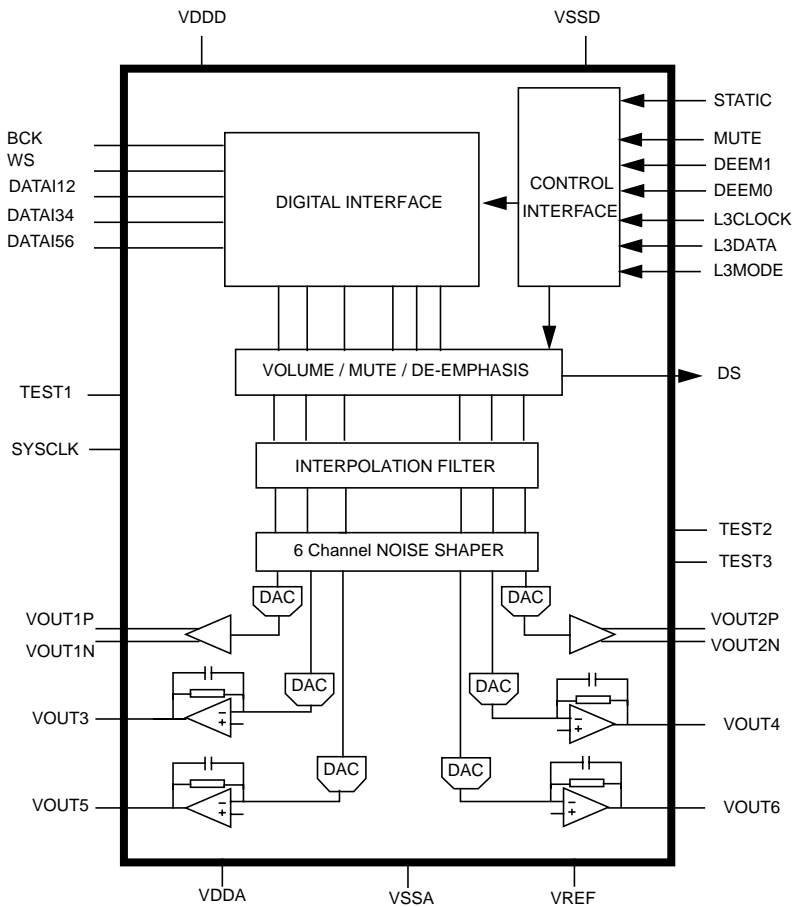 VDDD
VSSD
STATIC
MUTE
DEEM1
DEEM0
L3CLOCK
L3DATA
L3MODE
BCK
WS
DATAI12
DATAI34
DATAI56
DIGITAL INTERFACE
CONTROL
INTERFACE
VOLUME / MUTE / DE-EMPHASIS
DS
TEST1
SYSCLK
INTERPOLATION FILTER
6 Channel NOISE SHAPER
TEST2
TEST3
DAC
DAC
VOUT1P
VOUT1N
VOUT2P
VOUT2N
DAC
DAC
VOUT3
VOUT4
DAC
DAC
VOUT5
VOUT6
VDDA
VSSA
VREF